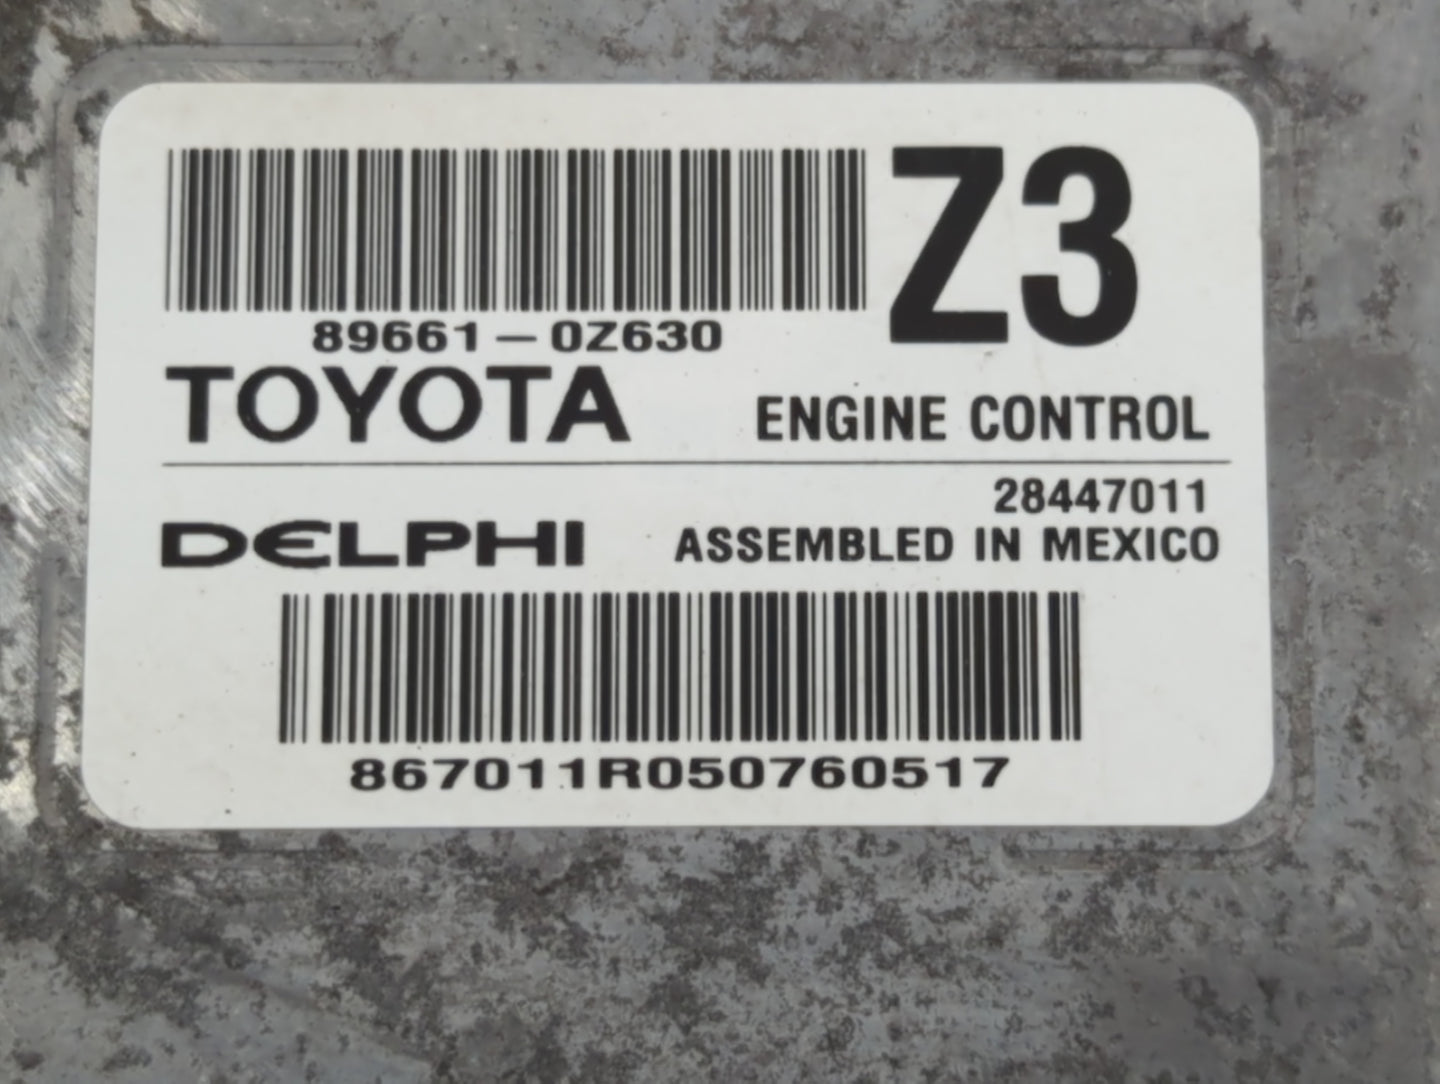 Z3
89661-0Z630
TOYOTA ENGINE CONTROL
28447011
DELPHI ASSEMBLED IN MEXICO
867011R050760517